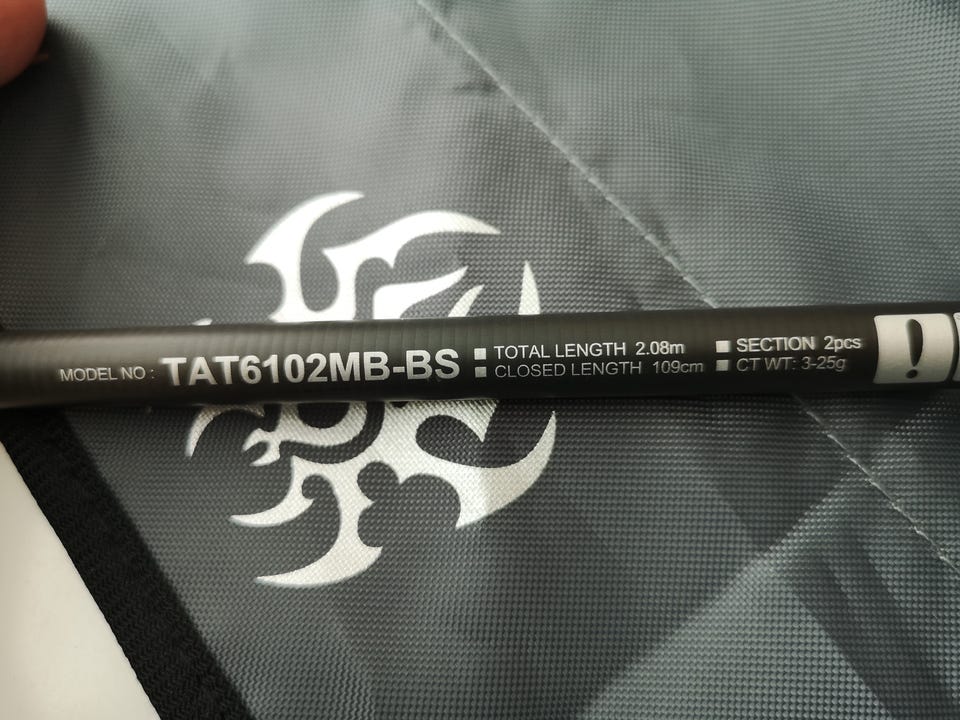 MODEL NO : TAT6102MB-BS
■ TOTAL LENGTH 2.08m
■ CLOSED LENGTH 109cm
■ SECTION 2pcs
■ CT WT: 3-25g
!